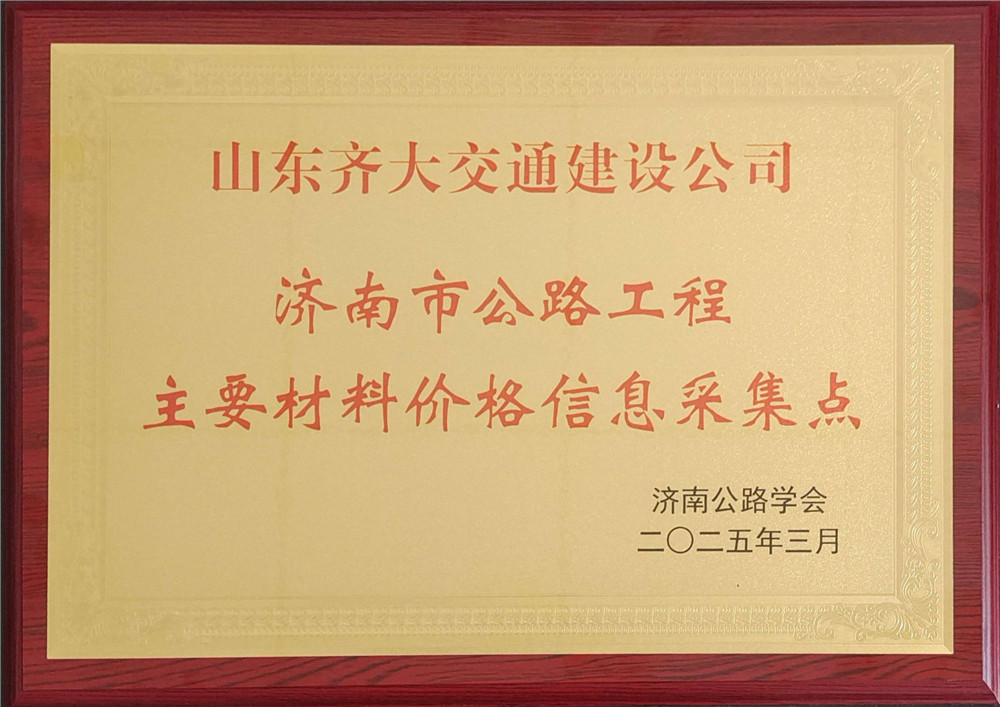 山东齐大交通建设公司
济南市公路工程
主要材料价格信息采集点
济南公路学会
二〇二五年三月